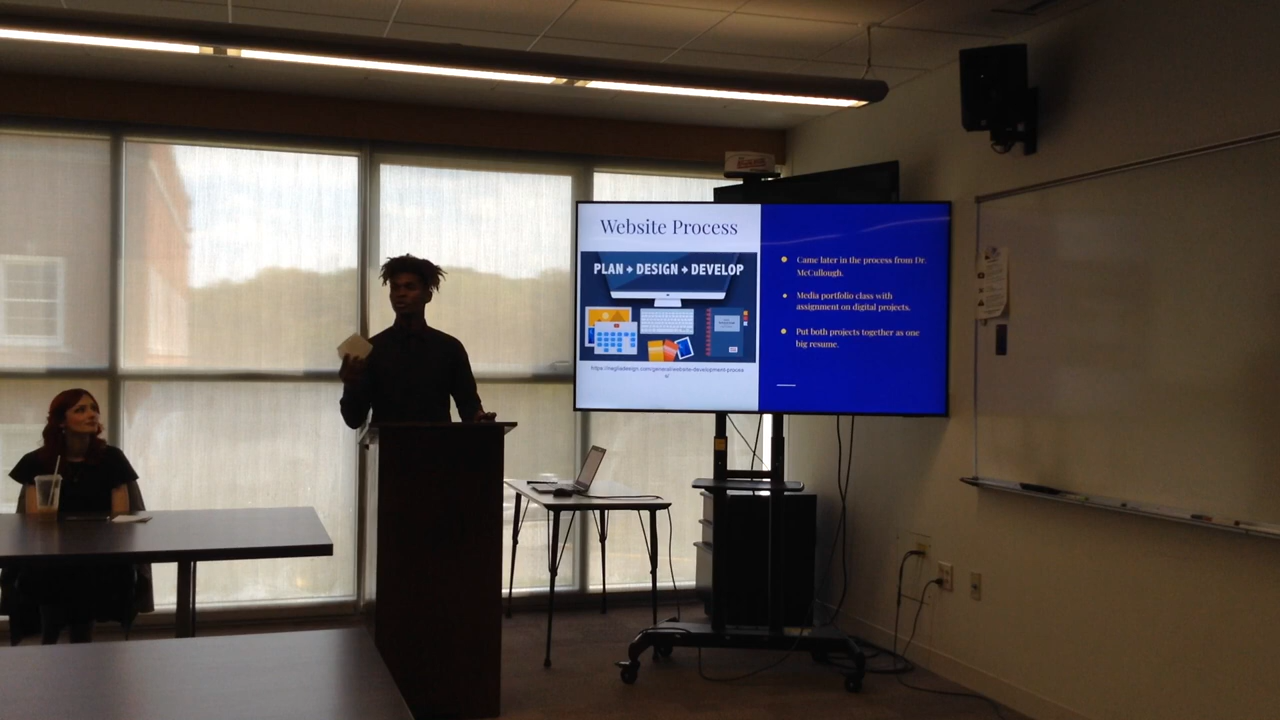 Website Process
PLAN + DESIGN + DEVELOP
Came later in the process from Dr.
McCullough.
Media portfolio class with
assignment on digital projects.
Put both projects together as one
big resume.